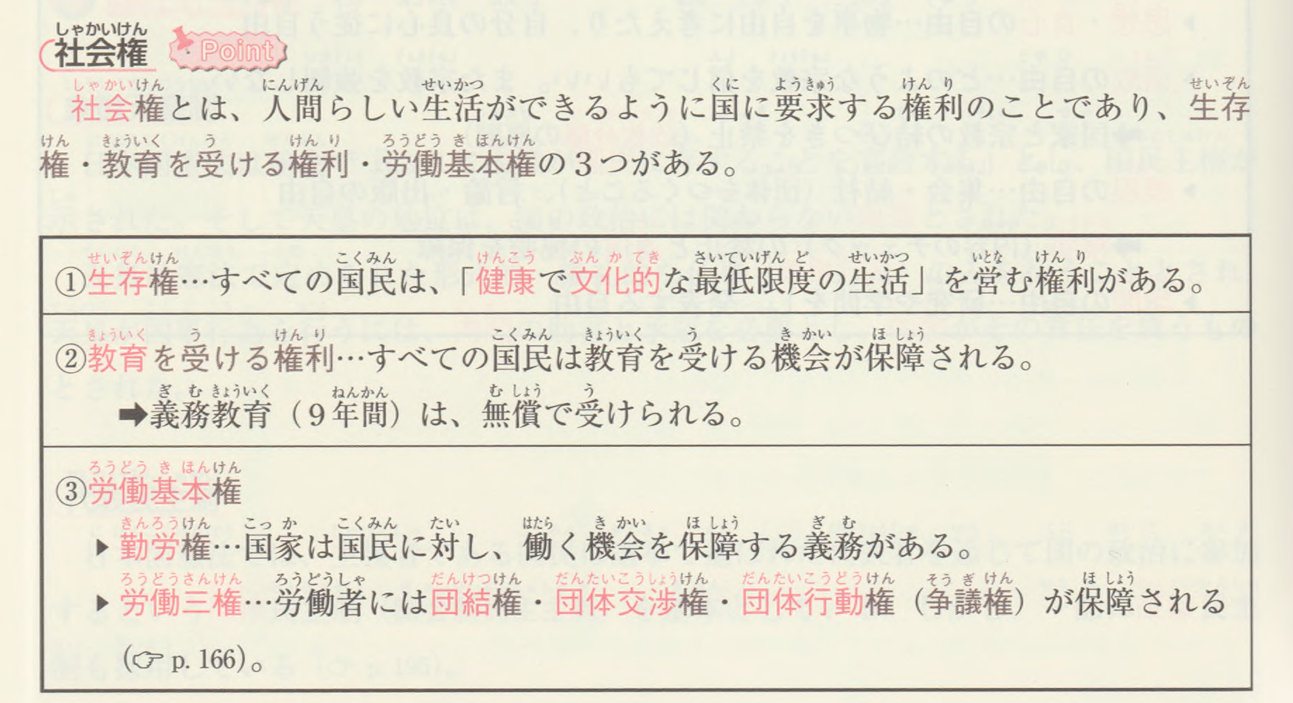 社会権 Point
社会権とは、人間らしい生活ができるように国に要求する権利のことであり、生存
権・教育を受ける権利・労働基本権の3つがある。
①生存権…すべての国民は、「健康で文化的な最低限度の生活」を営む権利がある。
②教育を受ける権利…すべての国民は教育を受ける機会が保障される。
➡義務教育（9年間）は、無償で受けられる。
③労働基本権
▶勤労権…国家は国民に対し、働く機会を保障する義務がある。
▶労働三権…労働者には団結権・団体交渉権・団体行動権（争議権）が保障される
（☞ p. 166）。